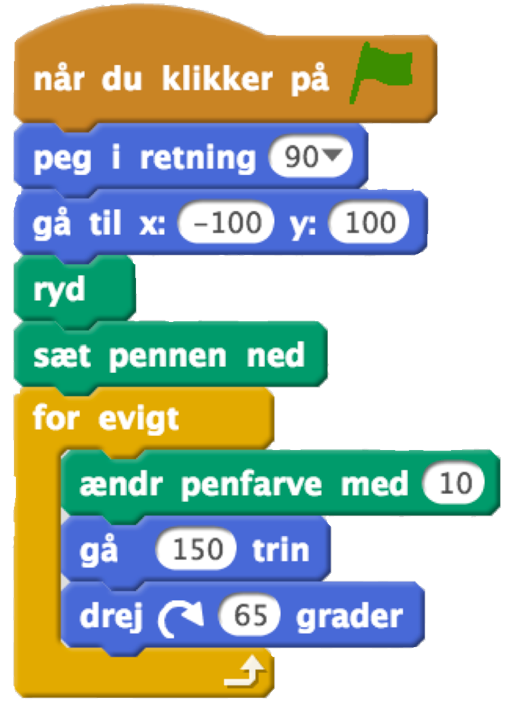 når du klikker på
peg i retning 90
gå til x: -100 y: 100
ryd
sæt pennen ned
for evigt
ændr penfarve med 10
gå 150 trin
drej 65 grader